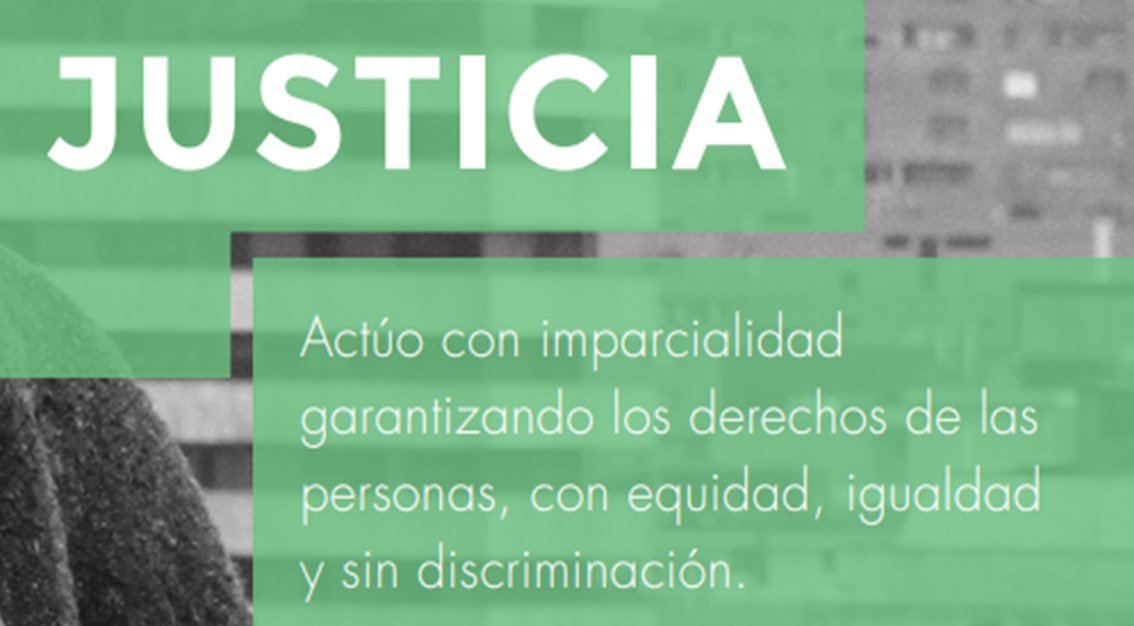 JUSTICIA
Actúo con imparcialidad
garantizando los derechos de las
personas, con equidad, igualdad
y sin discriminación.